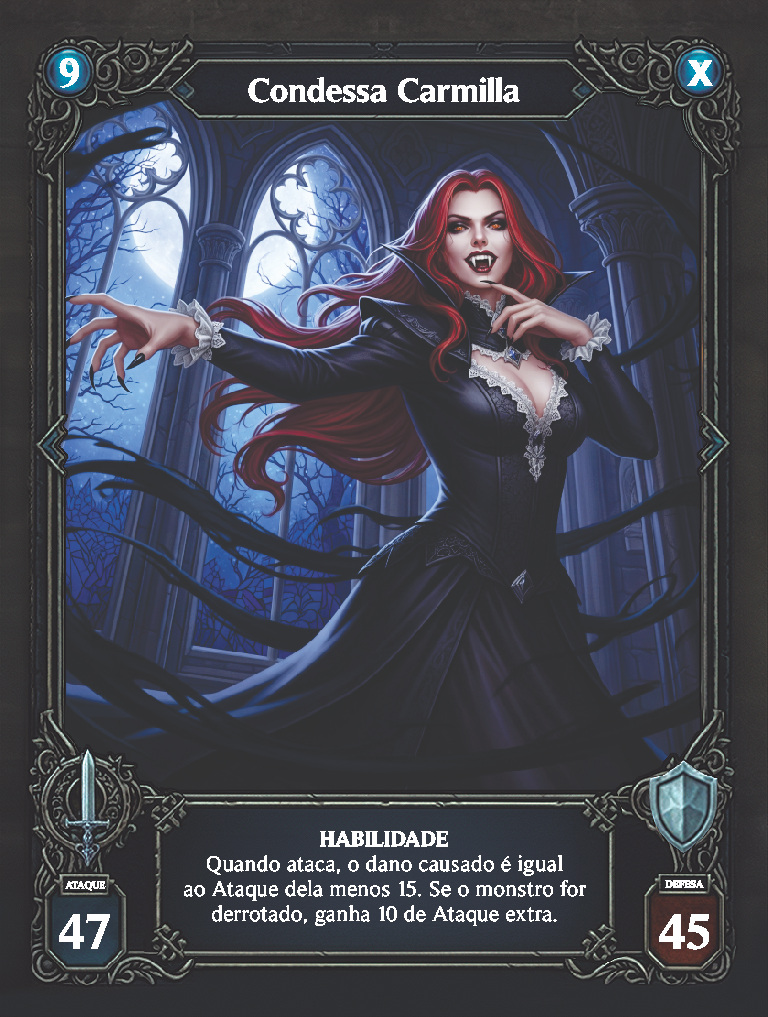 9
Condessa Carmilla
X
HABILIDADE
Quando ataca, o dano causado é igual
ao Ataque dela menos 15. Se o monstro for
derrotado, ganha 10 de Ataque extra.
ATAQUE
47
DEFESA
45